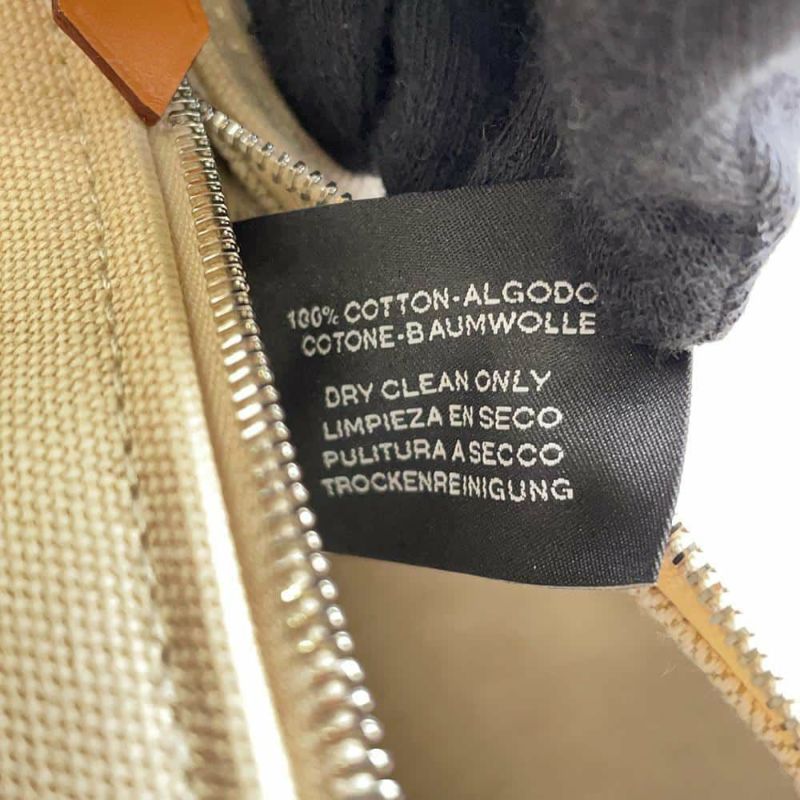 100% COTTON-ALGODO
COTONE-BAUMWOLLE
DRY CLEAN ONLY
LIMPIEZA EN SECO
PULITURA A SECCO
TROCKENREINIGUNG